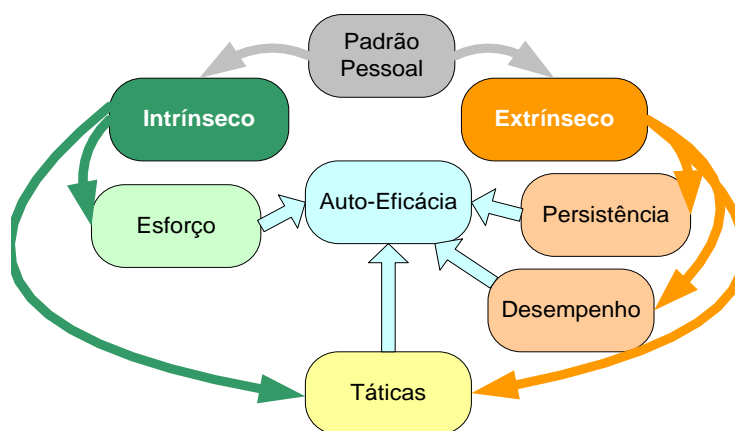 Padrão
Pessoal
Intrínseco
Extrínseco
Auto-Eficácia
Esforço
Persistência
Desempenho
Táticas